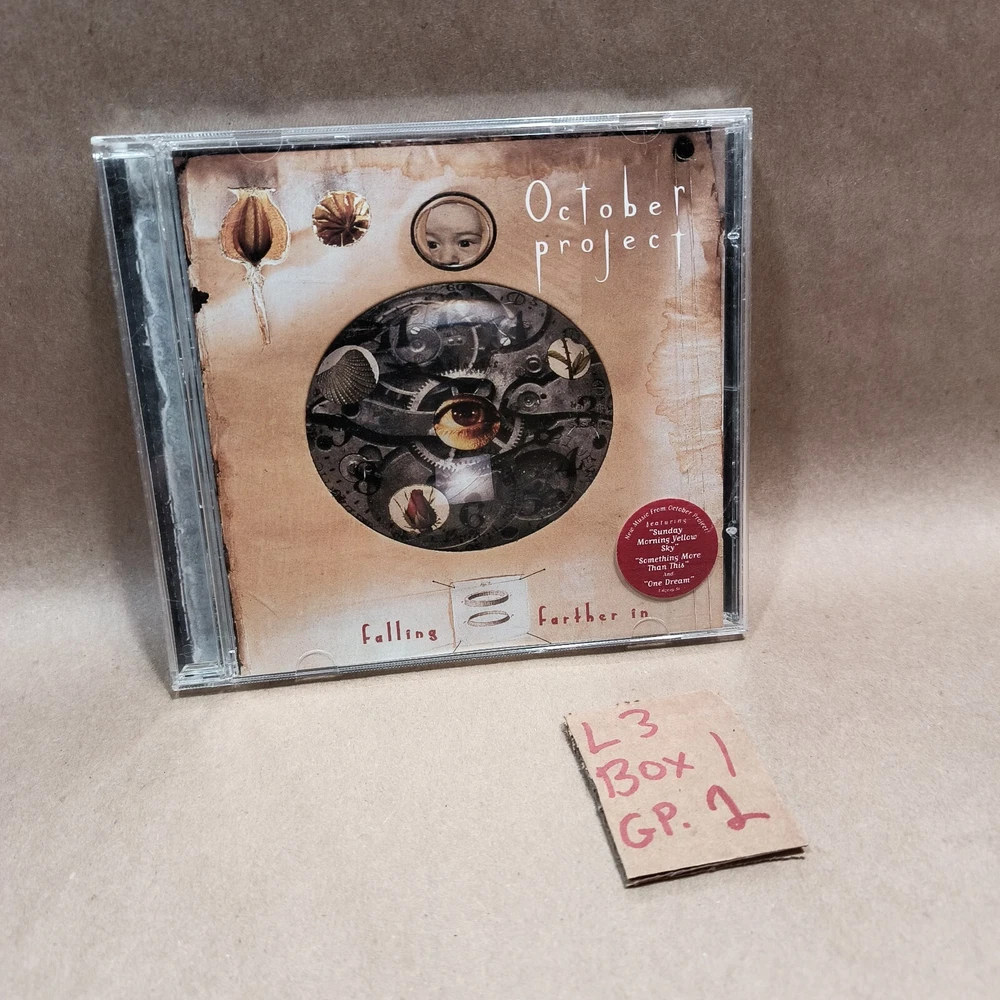 October
project
New Music from October Project!
featuring
"Sunday
Morning Yellow
Sky"
"Something More
Than This"
And
"One Dream"
falling farther in
L 3
BOX 1
GP. 2